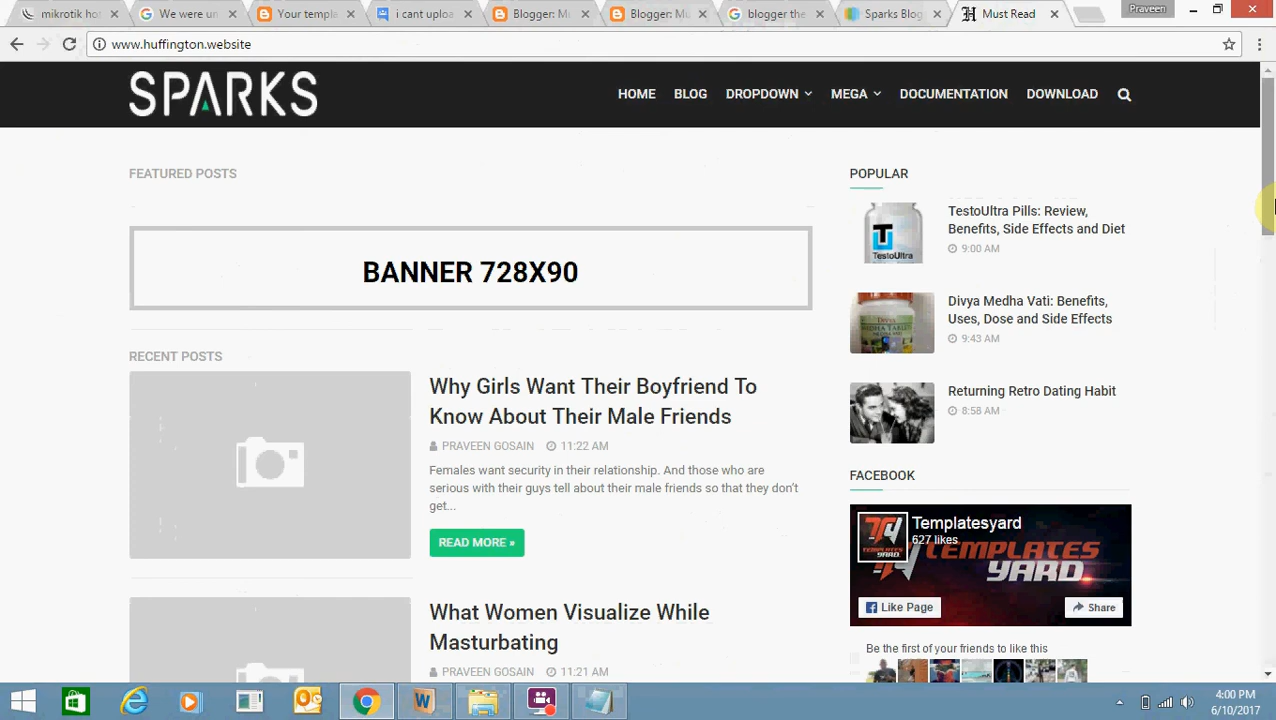 mikrotik ho
We were un
Your templa
i cant uploa
Blogger: M
Blogger: Mu
blogger the
Sparks Blog
Must Read
Praveen
www.huffington.website
SPARKS
HOME
BLOG
DROPDOWN
MEGA
DOCUMENTATION
DOWNLOAD
FEATURED POSTS
BANNER 728X90
RECENT POSTS
Why Girls Want Their Boyfriend To
Know About Their Male Friends
PRAVEEN GOSAIN 11:22 AM
Females want security in their relationship. And those who are
serious with their guys tell about their male friends so that they don't
get...
READ MORE »
What Women Visualize While
Masturbating
PRAVEEN GOSAIN 11:21 AM
POPULAR
TestoUltra
TestoUltra Pills: Review,
Benefits, Side Effects and Diet
9:00 AM
Divya Medha Vati: Benefits,
Uses, Dose and Side Effects
9:43 AM
Returning Retro Dating Habit
8:58 AM
FACEBOOK
Templatesyard
627 likes
TEMPLATES
YARD
Like Page
Share
Be the first of your friends to like this
4:00 PM
6/10/2017